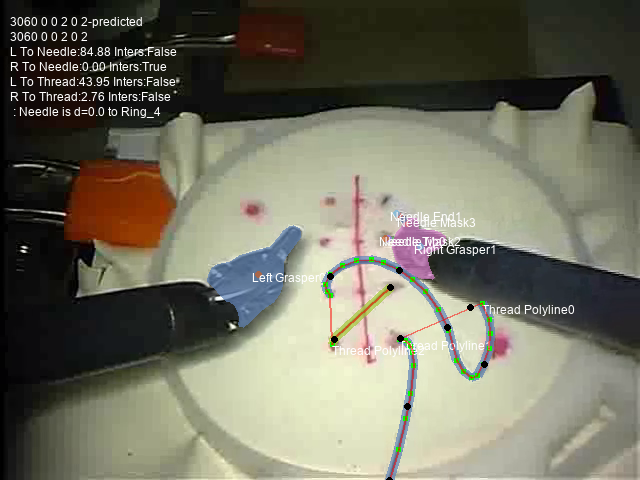 3060 0 0 2 0 2-predicted
3060 0 0 2 0 2
L To Needle:84.88 Inters:False
R To Needle:0.00 Inters:True
L To Thread:43.95 Inters:False
R To Thread:2.76 Inters:False
: Needle is d=0.0 to Ring_4
Needle End1
Needle Mask3
Right Grasper1
Left Grasper
Thread Polyline0
Thread Polyline
Thread Polyline2